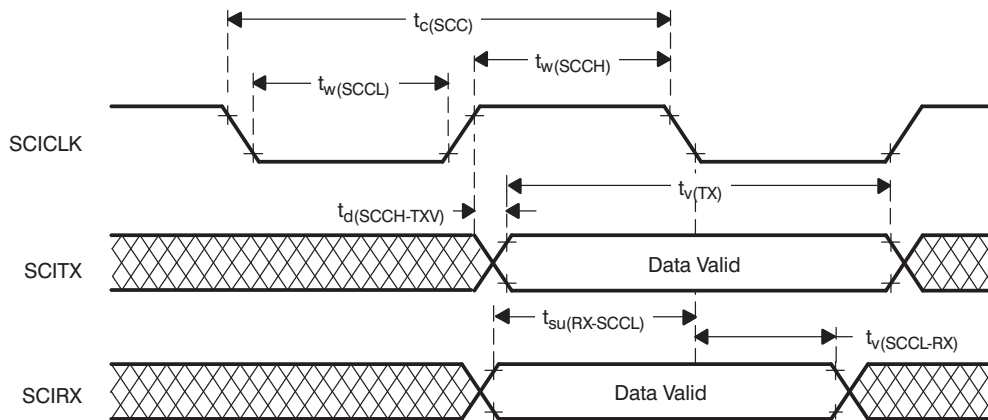 tc(SCC)
tw(SCCH)
tw(SCCL)
SCICLK
tv(TX)
td(SCCH-TXV)
SCITX
Data Valid
tsu(RX-SCCL)
tv(SCCL-RX)
SCIRX
Data Valid